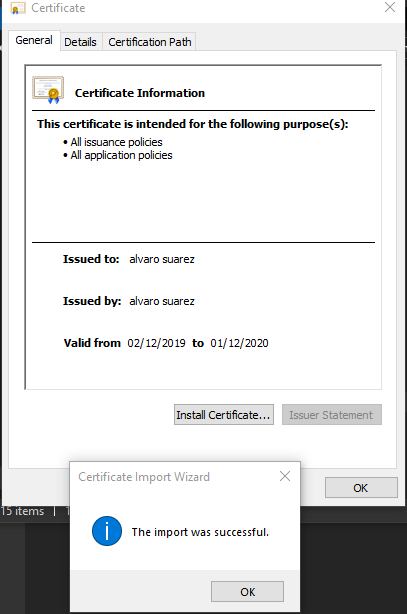 Certificate
General Details Certification Path
Certificate Information
This certificate is intended for the following purpose(s):
• All issuance policies
• All application policies
Issued to: alvaro suarez
Issued by: alvaro suarez
Valid from 02/12/2019 to 01/12/2020
Install Certificate... Issuer Statement
OK
Certificate Import Wizard
15 items
The import was successful.
OK